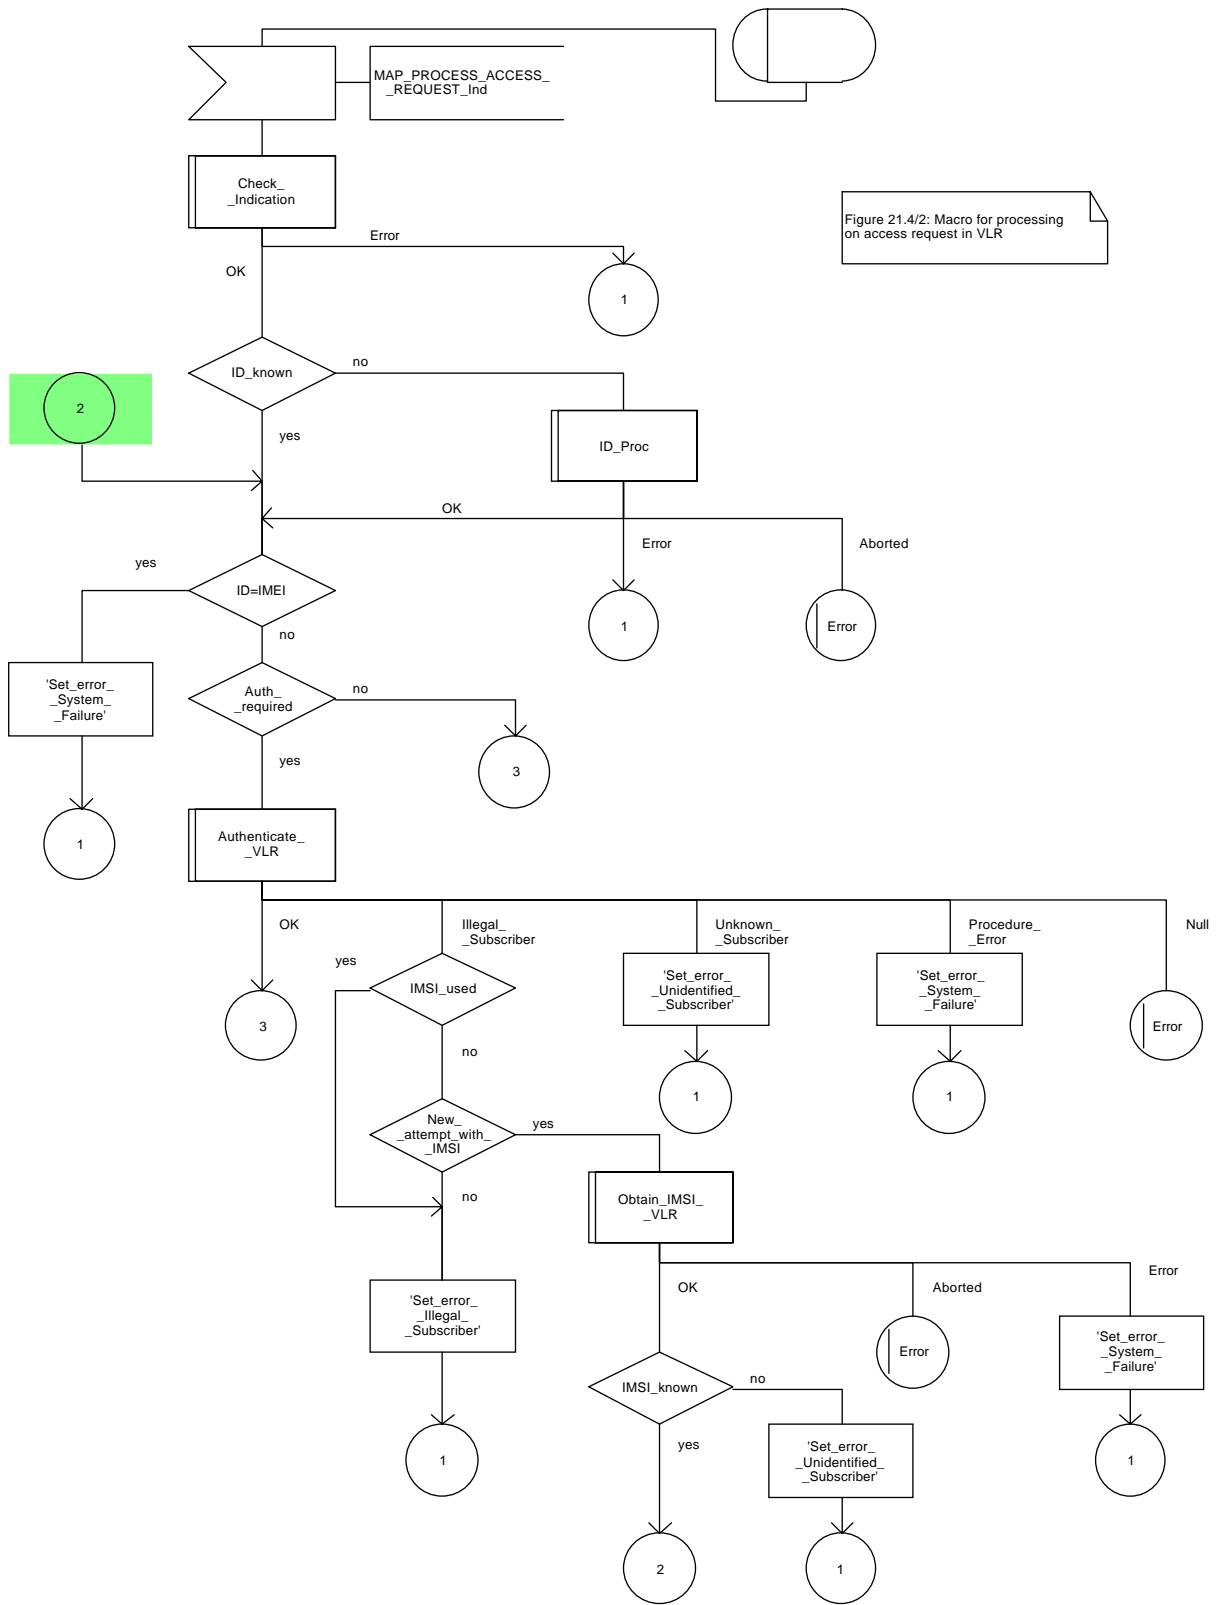 MAP_PROCESS_ACCESS_
_REQUEST_Ind
Check_
_Indication
Figure 21.4/2: Macro for processing
on access request in VLR
Error
OK
1
ID_known
no
2
yes
ID_Proc
OK
Error
Aborted
yes
ID=IMEI
1
Error
no
'Set_error_
_System_
_Failure'
Auth_
_required
no
3
yes
1
Authenticate_
_VLR
OK
Illegal_
_Subscriber
Unknown_
_Subscriber
Procedure_
_Error
Null
yes
IMSI_used
'Set_error_
_Unidentified_
_Subscriber'
'Set_error_
_System_
_Failure'
3
Error
no
1
1
New_
_attempt_with_
_IMSI
yes
no
Obtain_IMSI_
_VLR
OK
Aborted
Error
'Set_error_
_Illegal_
_Subscriber'
Error
'Set_error_
_System_
_Failure'
IMSI_known
no
yes
'Set_error_
_Unidentified_
_Subscriber'
1
1
2
1